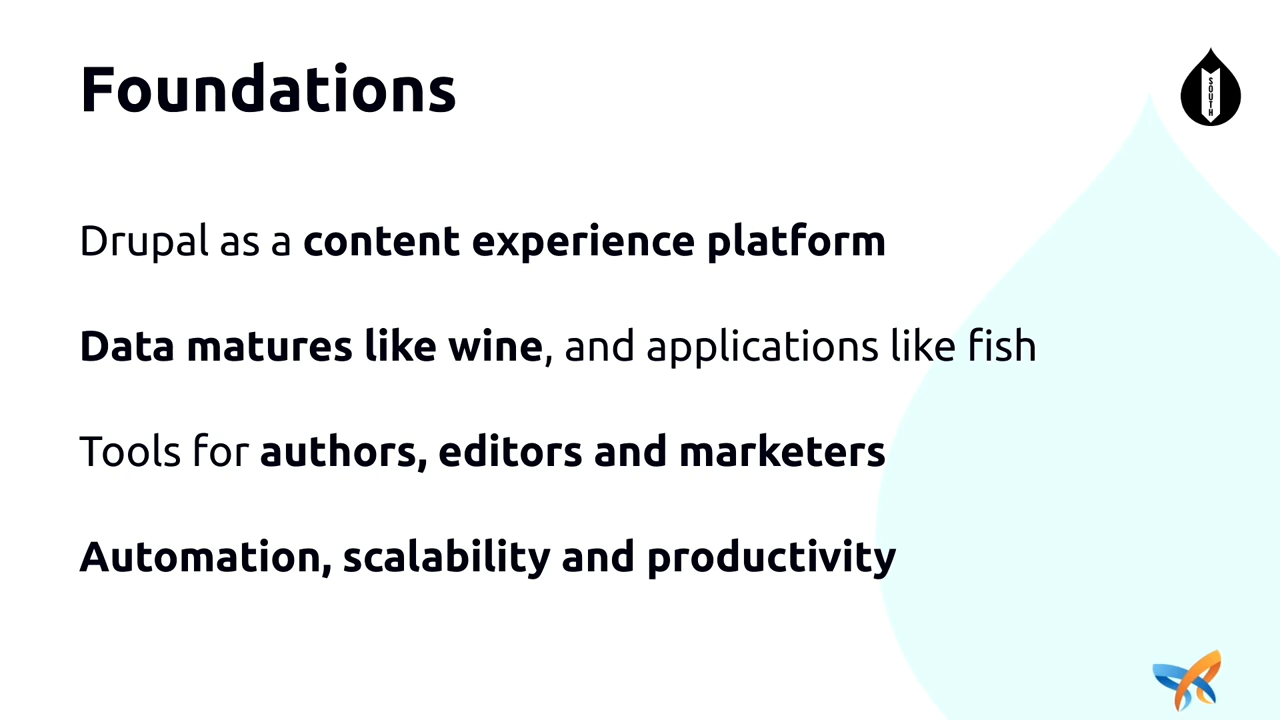 Foundations
SOUTH
Drupal as a content experience platform
Data matures like wine, and applications like fish
Tools for authors, editors and marketers
Automation, scalability and productivity